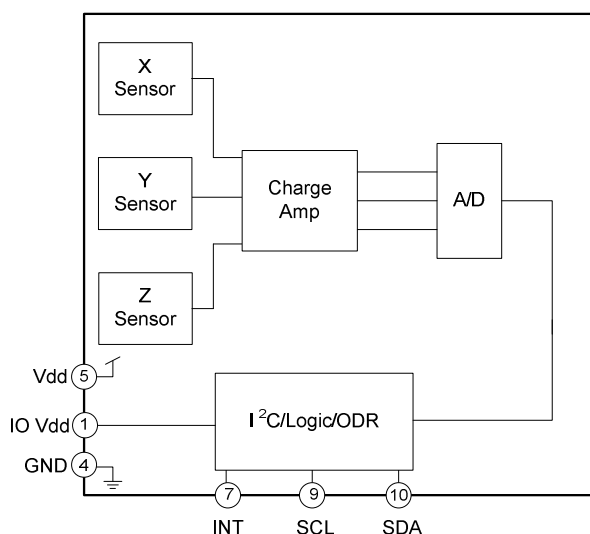 X
Sensor
Y
Sensor
Charge
Amp
A/D
Z
Sensor
Vdd 5
IO Vdd 1
I²C/Logic/ODR
GND 4
7 9 10
INT SCL SDA